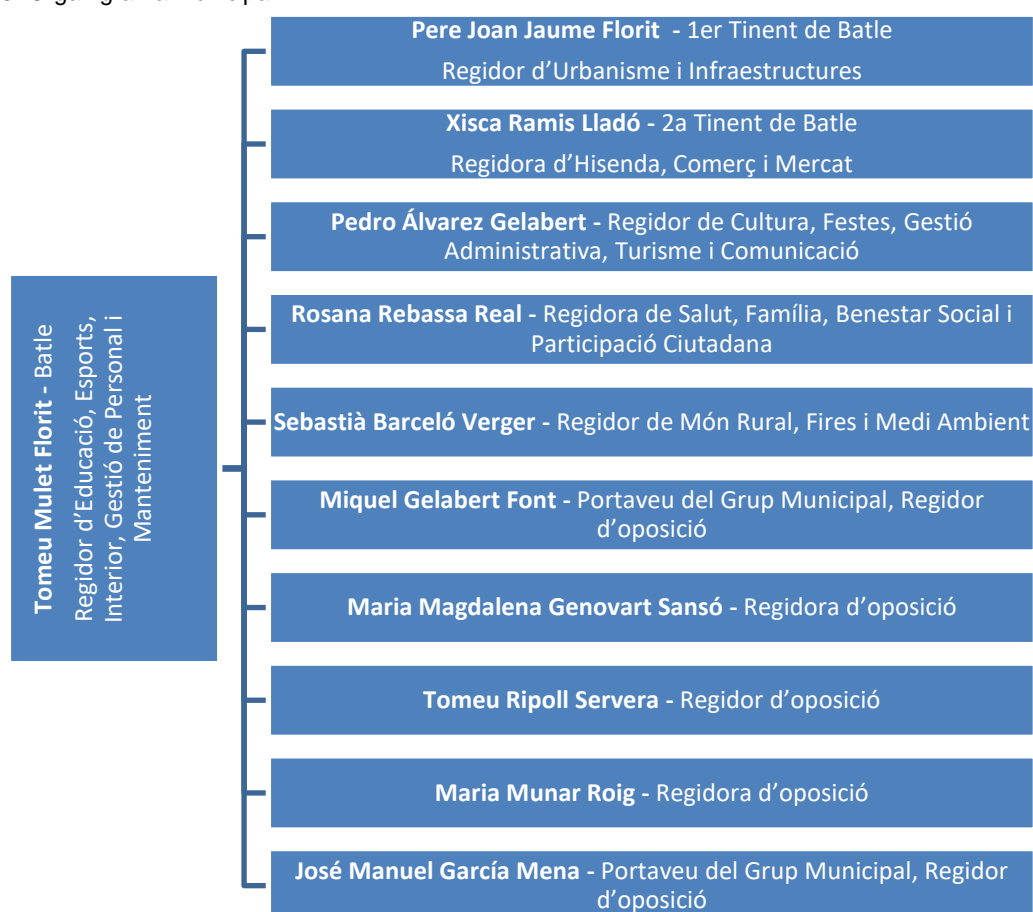 Tomeu Mulet Florit - Batle
Regidor d'Educació, Esports,
Interior, Gestió de Personal i
Manteniment
Pere Joan Jaume Florit - 1er Tinent de Batle
Regidor d’Urbanisme i Infraestructures
Xisca Ramis Lladó - 2a Tinent de Batle
Regidora d’Hisenda, Comerç i Mercat
Pedro Álvarez Gelabert - Regidor de Cultura, Festes, Gestió
Administrativa, Turisme i Comunicació
Rosana Rebassa Real - Regidora de Salut, Família, Benestar Social i
Participació Ciutadana
Sebastià Barceló Verger - Regidor de Món Rural, Fires i Medi Ambient
Miquel Gelabert Font - Portaveu del Grup Municipal, Regidor
d’oposició
Maria Magdalena Genovart Sansó - Regidora d’oposició
Tomeu Ripoll Servera - Regidor d’oposició
Maria Munar Roig - Regidora d’oposició
José Manuel García Mena - Portaveu del Grup Municipal, Regidor
d’oposició